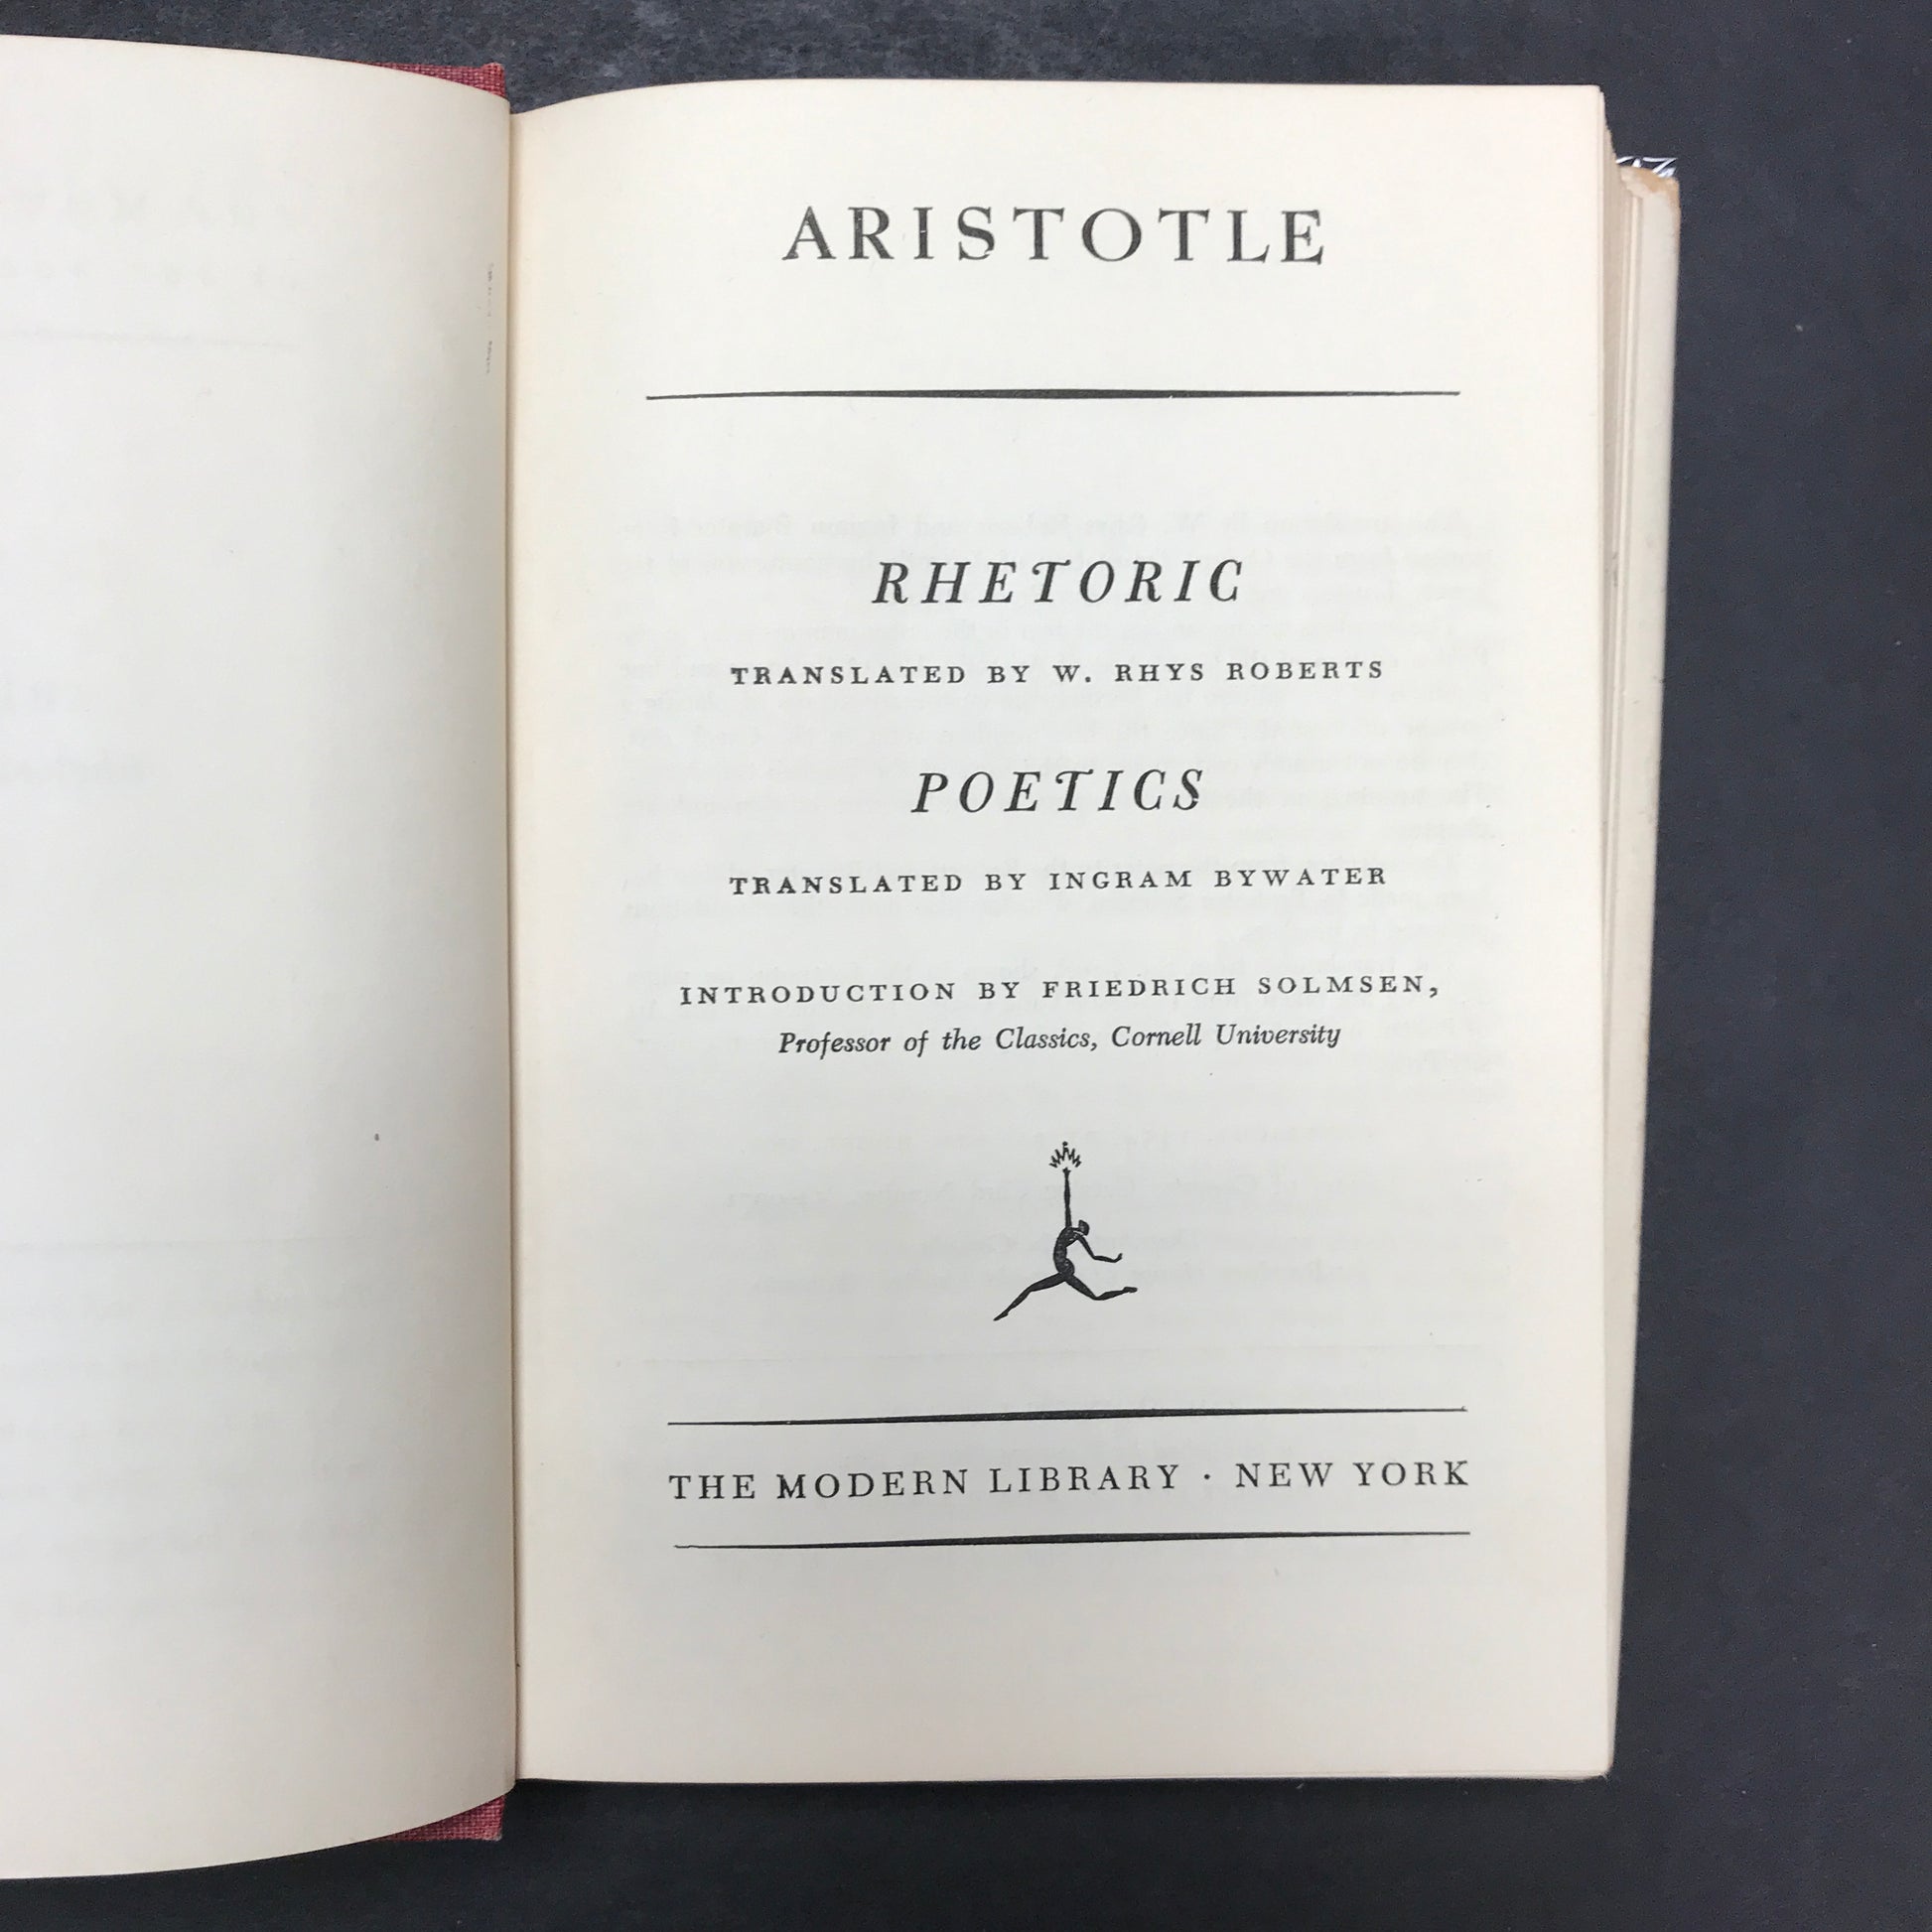 ARISTOTLE
RHETORIC
TRANSLATED BY W. RHYS ROBERTS
POETICS
TRANSLATED BY INGRAM BYWATER
INTRODUCTION BY FRIEDRICH SOLMSEN,
Professor of the Classics, Cornell University
THE MODERN LIBRARY · NEW YORK